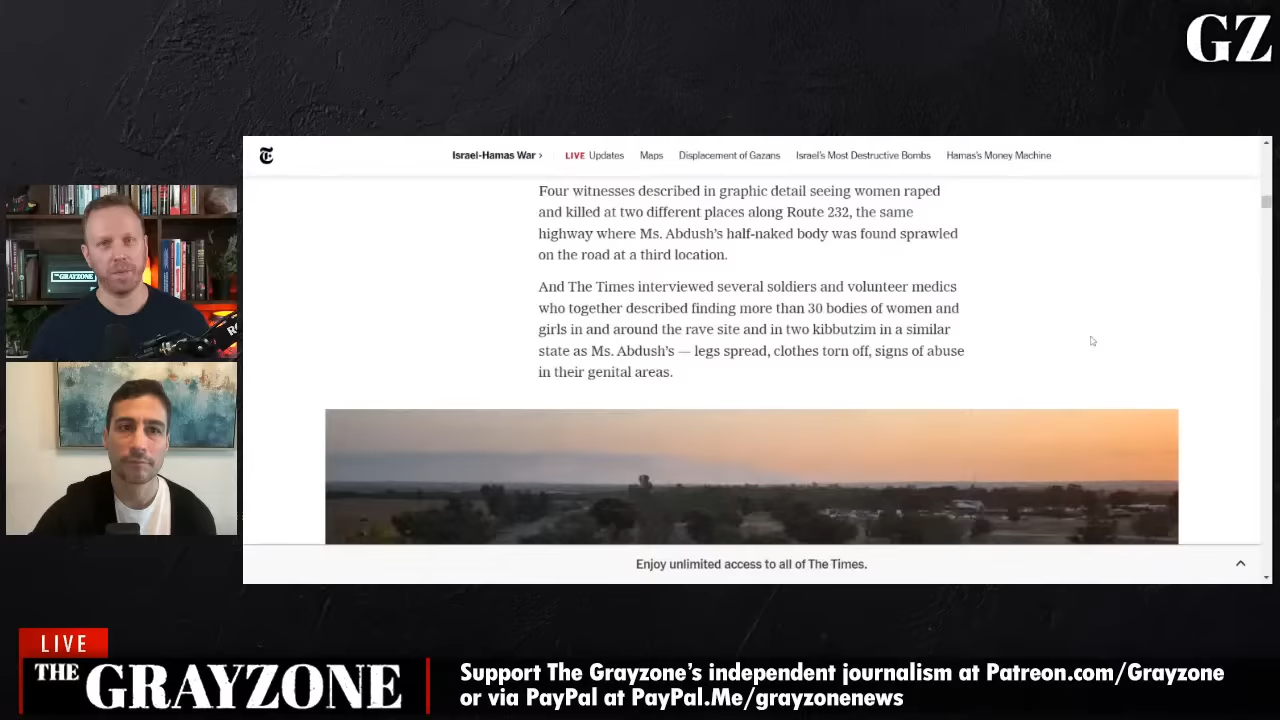 GZ
Israel-Hamas War › LIVE Updates Maps Displacement of Gazans Israel's Most Destructive Bombs Hamas's Money Machine
Four witnesses described in graphic detail seeing women raped
and killed at two different places along Route 232, the same
highway where Ms. Abdush's half-naked body was found sprawled
on the road at a third location.
And The Times interviewed several soldiers and volunteer medics
who together described finding more than 30 bodies of women and
girls in and around the rave site and in two kibbutzim in a similar
state as Ms. Abdush's — legs spread, clothes torn off, signs of abuse
in their genital areas.
THE GRAYZONE
Enjoy unlimited access to all of The Times.
LIVE
THE GRAYZONE
Support The Grayzone's independent journalism at Patreon.com/Grayzone
or via PayPal at PayPal.Me/grayzonenews